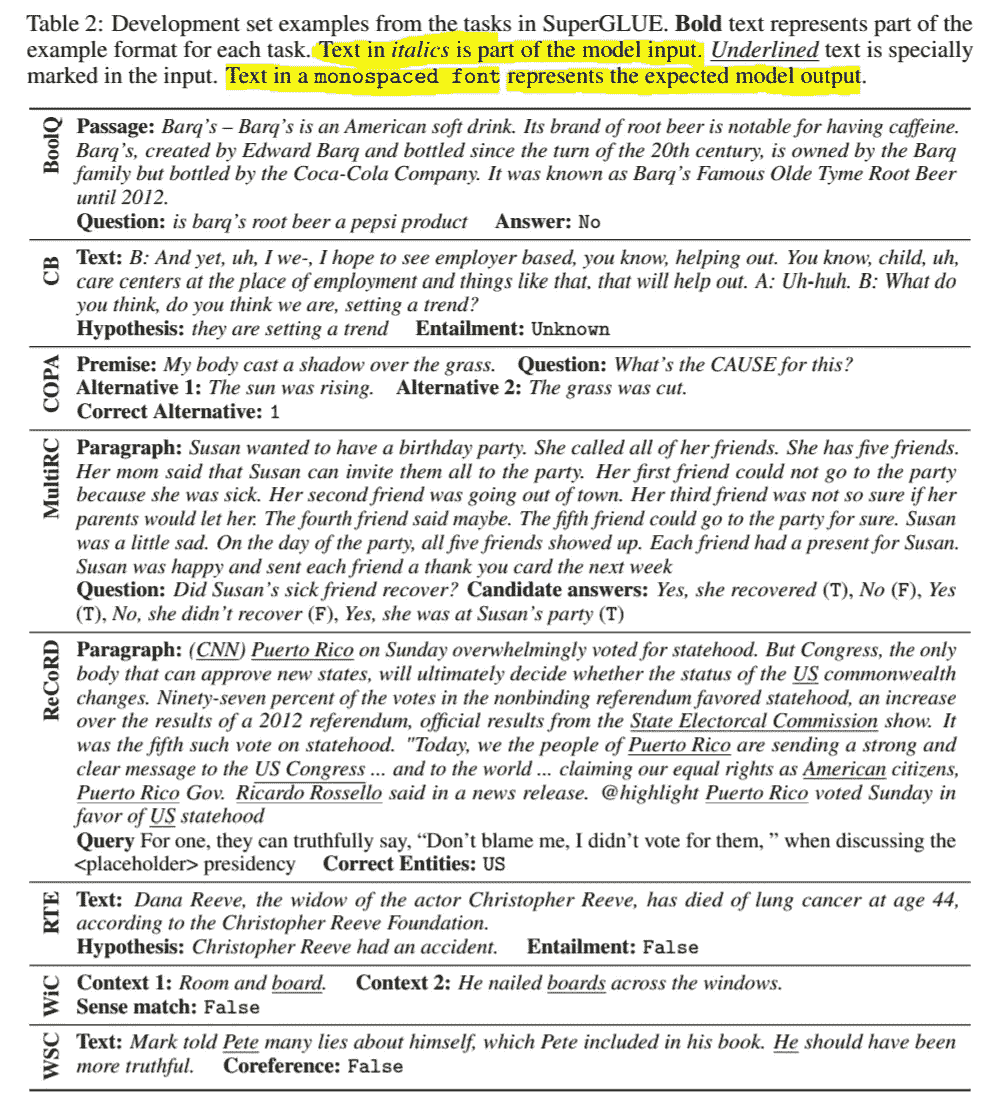 Table 2: Development set examples from the tasks in SuperGLUE. Bold text represents part of the
example format for each task. Text in italics is part of the model input. Underlined text is specially
marked in the input. Text in a monospaced font represents the expected model output.
BoolQ
Passage: Barq's – Barq's is an American soft drink. Its brand of root beer is notable for having caffeine.
Barq's, created by Edward Barq and bottled since the turn of the 20th century, is owned by the Barq
family but bottled by the Coca-Cola Company. It was known as Barq's Famous Olde Tyme Root Beer
until 2012.
Question: is barq's root beer a pepsi product Answer: No
CB
Text: B: And yet, uh, I we-, I hope to see employer based, you know, helping out. You know, child, uh,
care centers at the place of employment and things like that, that will help out. A: Uh-huh. B: What do
you think, do you think we are, setting a trend?
Hypothesis: they are setting a trend Entailment: Unknown
COPA
Premise: My body cast a shadow over the grass. Question: What's the CAUSE for this?
Alternative 1: The sun was rising. Alternative 2: The grass was cut.
Correct Alternative: 1
MultiRC
Paragraph: Susan wanted to have a birthday party. She called all of her friends. She has five friends.
Her mom said that Susan can invite them all to the party. Her first friend could not go to the party
because she was sick. Her second friend was going out of town. Her third friend was not so sure if her
parents would let her. The fourth friend said maybe. The fifth friend could go to the party for sure. Susan
was a little sad. On the day of the party, all five friends showed up. Each friend had a present for Susan.
Susan was happy and sent each friend a thank you card the next week
Question: Did Susan's sick friend recover? Candidate answers: Yes, she recovered (T), No (F), Yes
(T), No, she didn't recover (F), Yes, she was at Susan's party (T)
ReCoRD
Paragraph: (CNN) Puerto Rico on Sunday overwhelmingly voted for statehood. But Congress, the only
body that can approve new states, will ultimately decide whether the status of the US commonwealth
changes. Ninety-seven percent of the votes in the nonbinding referendum favored statehood, an increase
over the results of a 2012 referendum, official results from the State Electorcal Commission show. It
was the fifth such vote on statehood. "Today, we the people of Puerto Rico are sending a strong and
clear message to the US Congress ... and to the world ... claiming our equal rights as American citizens,
Puerto Rico Gov. Ricardo Rossello said in a news release. @highlight Puerto Rico voted Sunday in
favor of US statehood
Query For one, they can truthfully say, “Don't blame me, I didn't vote for them, ” when discussing the
<placeholder> presidency Correct Entities: US
RTE
Text: Dana Reeve, the widow of the actor Christopher Reeve, has died of lung cancer at age 44,
according to the Christopher Reeve Foundation.
Hypothesis: Christopher Reeve had an accident. Entailment: False
WiC
Context 1: Room and board. Context 2: He nailed boards across the windows.
Sense match: False
WSC
Text: Mark told Pete many lies about himself, which Pete included in his book. He should have been
more truthful. Coreference: False